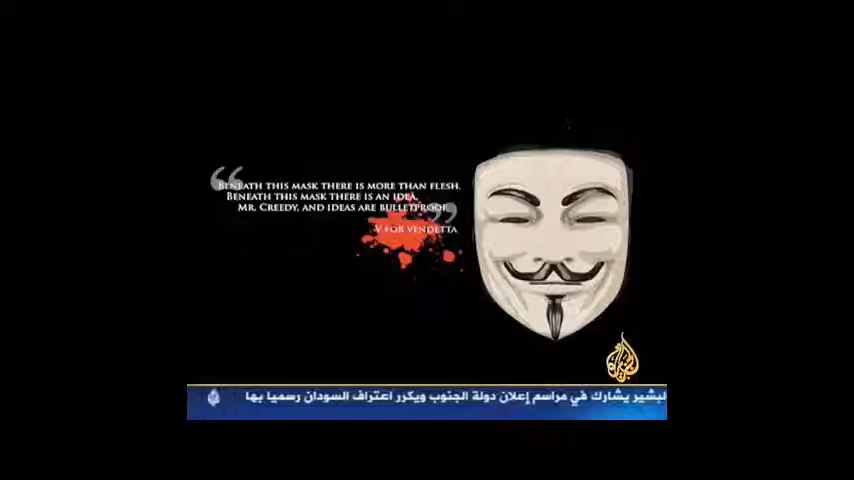 “
BENEATH THIS MASK THERE IS MORE THAN FLESH.
BENEATH THIS MASK THERE IS AN IDEA,
MR. CREEDY, AND IDEAS ARE BULLETPROOF.
”
V FOR VENDETTA
البشير يشارك في مراسم إعلان دولة الجنوب ويكرر اعتراف السودان رسميا بها